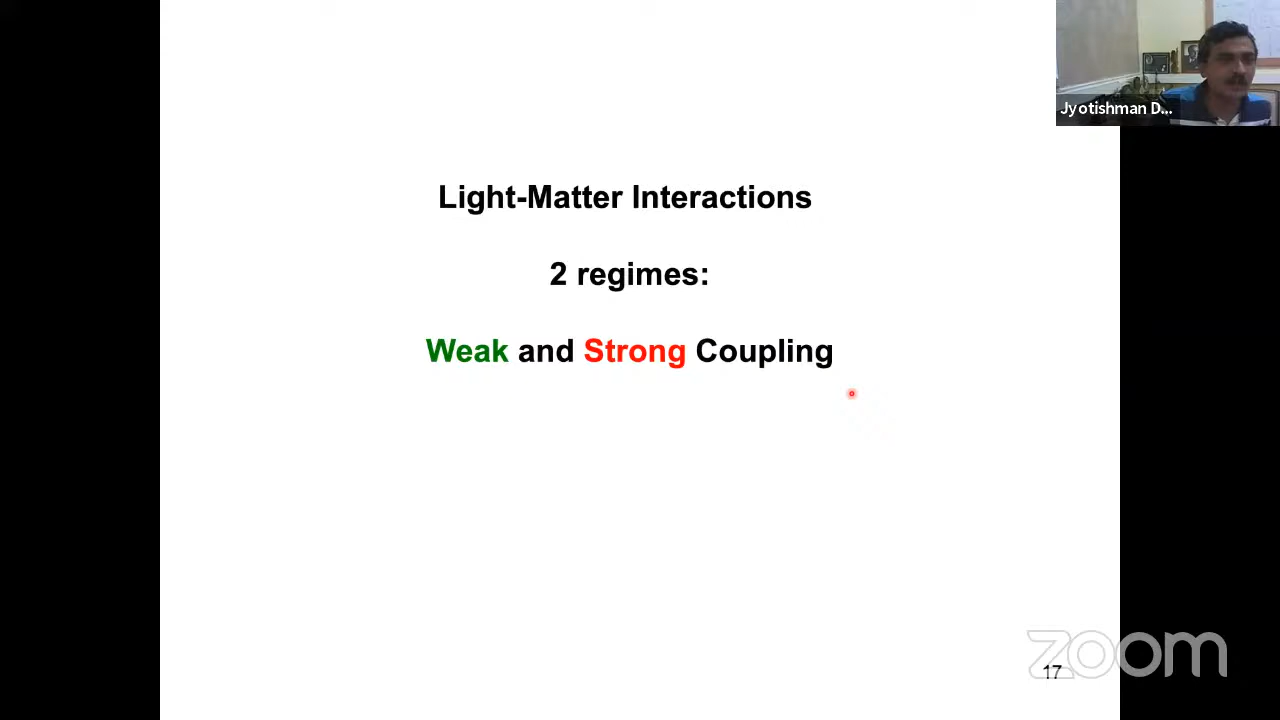 Jyotishman D...
Light-Matter Interactions
2 regimes:
Weak and Strong Coupling
zoom
17